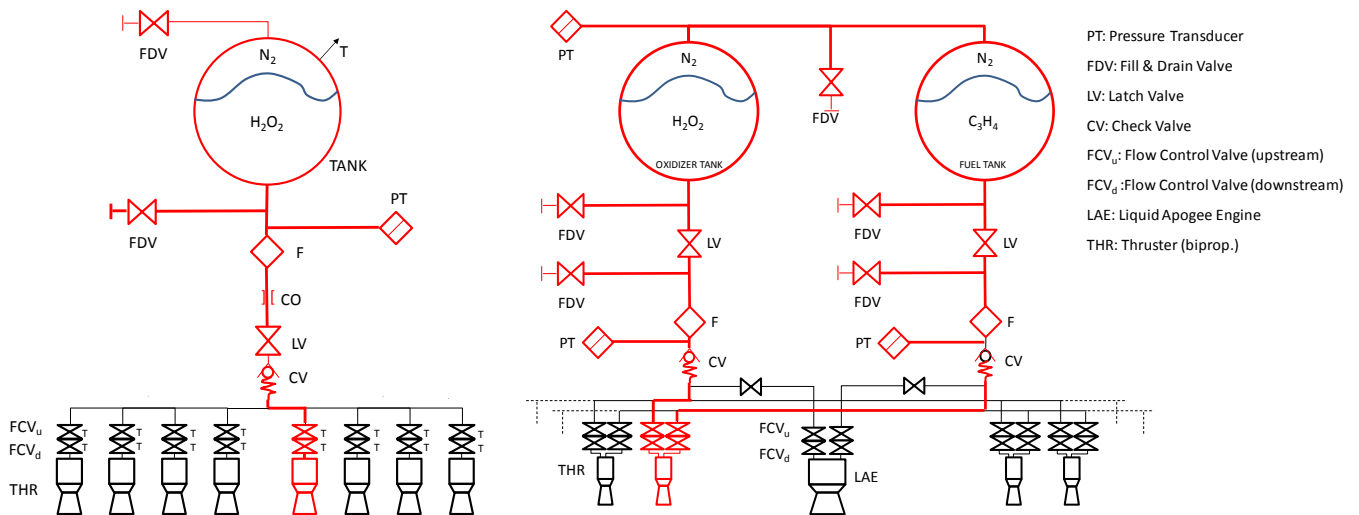 FDV
N₂
T
H₂O₂
TANK
FDV
PT
F
CO
LV
CV
FCVᵤ
T T T T T T T T
FCV_d
T T T T T T T T
THR
PT
N₂
N₂
FDV
H₂O₂
C₃H₄
OXIDIZER TANK
FUEL TANK
FDV
FDV
LV
LV
FDV
FDV
F
F
PT
PT
CV
CV
FCVᵤ
FCV_d
THR
LAE
PT: Pressure Transducer
FDV: Fill & Drain Valve
LV: Latch Valve
CV: Check Valve
FCVᵤ: Flow Control Valve (upstream)
FCV_d :Flow Control Valve (downstream)
LAE: Liquid Apogee Engine
THR: Thruster (biprop.)